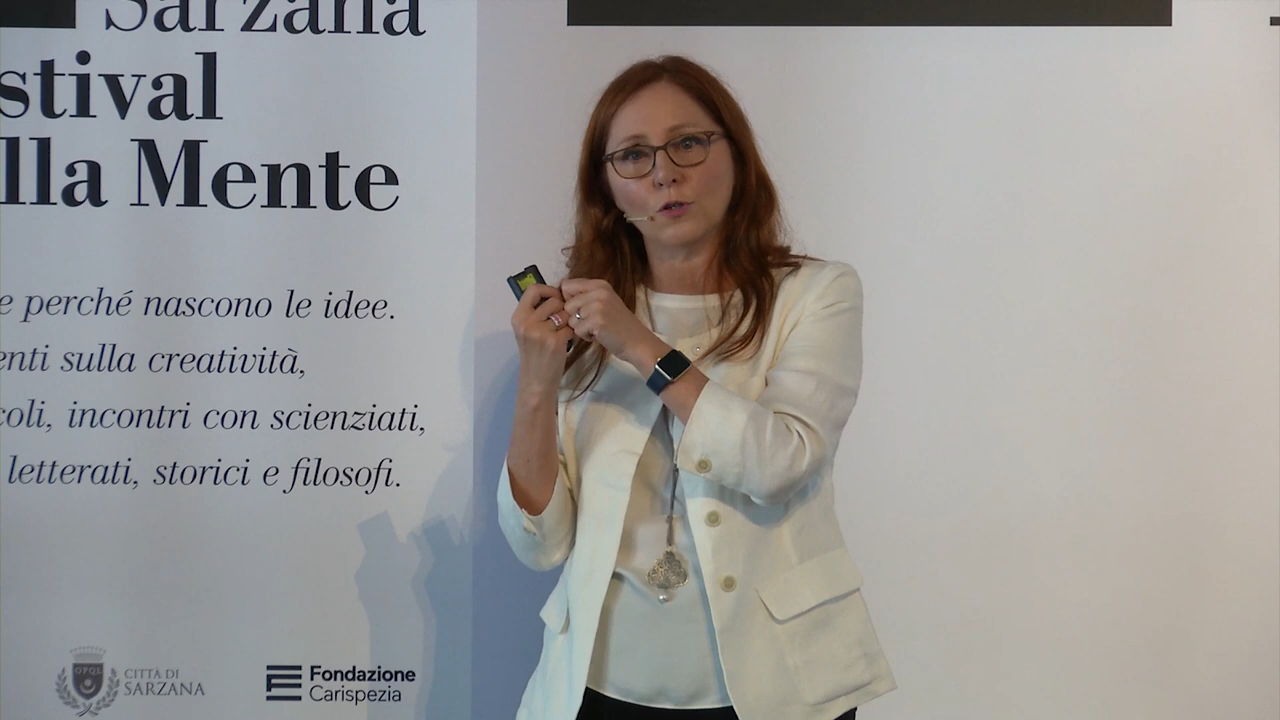 Sarzana
stival
lla Mente
e perché nascono le idee.
enti sulla creatività,
coli, incontri con scienziati,
letterati, storici e filosofi.
CITTÀ DI
SARZANA
Fondazione
Carispezia